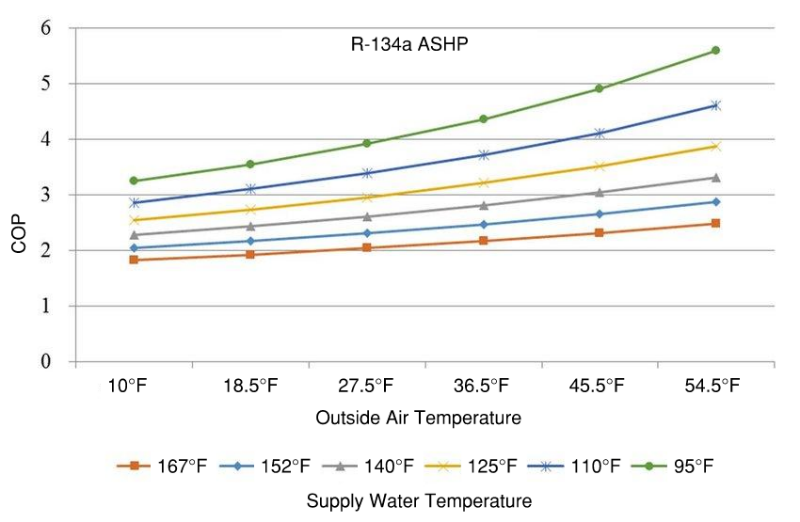 6
R-134a ASHP
5
4
3
2
1
0
COP
10°F 18.5°F 27.5°F 36.5°F 45.5°F 54.5°F
Outside Air Temperature
167°F 152°F 140°F 125°F 110°F 95°F
Supply Water Temperature